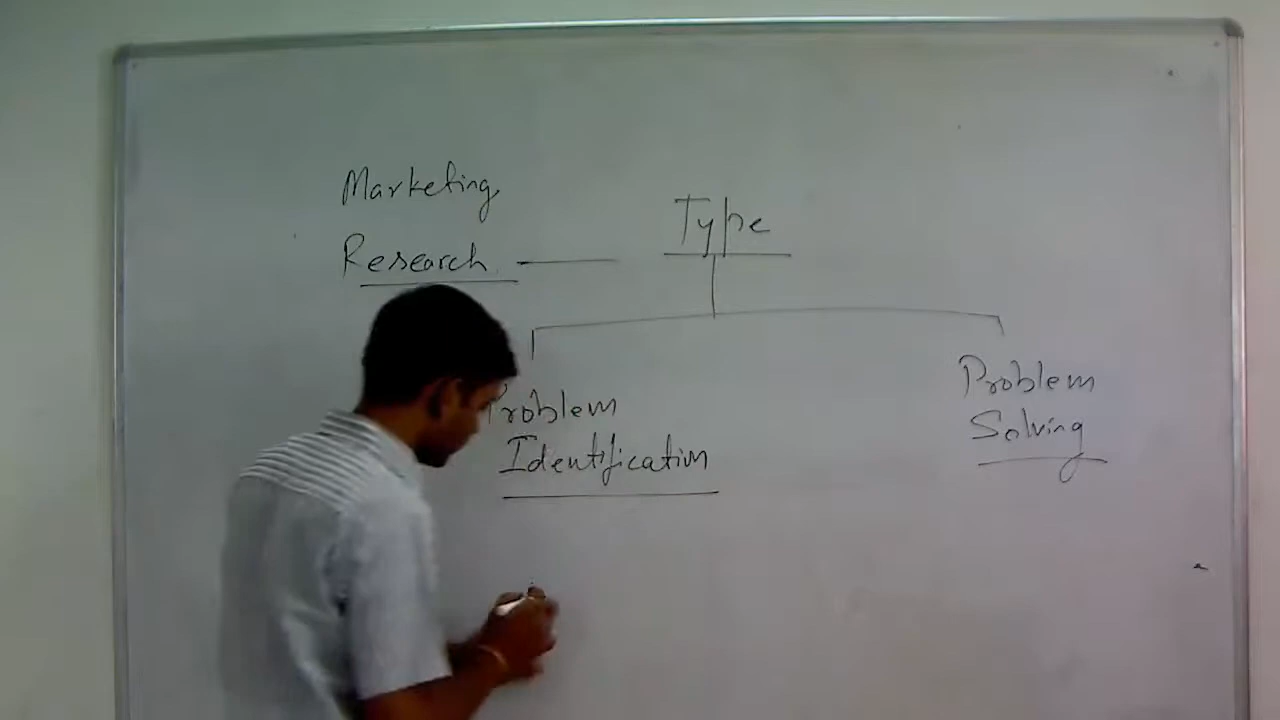 Marketing
Research
Type
Problem
Identification
Problem
Solving